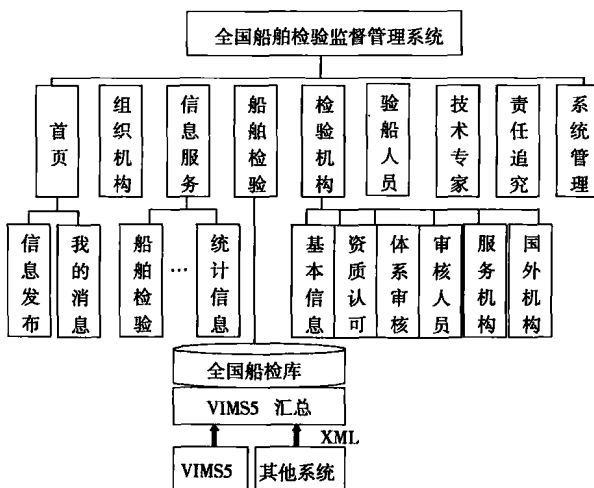 全国船舶检验监督管理系统
首页
组织机构
信息服务
船舶检验
检验机构
验船人员
技术专家
责任追究
系统管理
信息发布
我的消息
船舶检验
…
统计信息
基本信息
资质认可
体系审核
审核人员
服务机构
国外机构
全国船检库
VIMS5 汇总
XML
VIMS5
其他系统